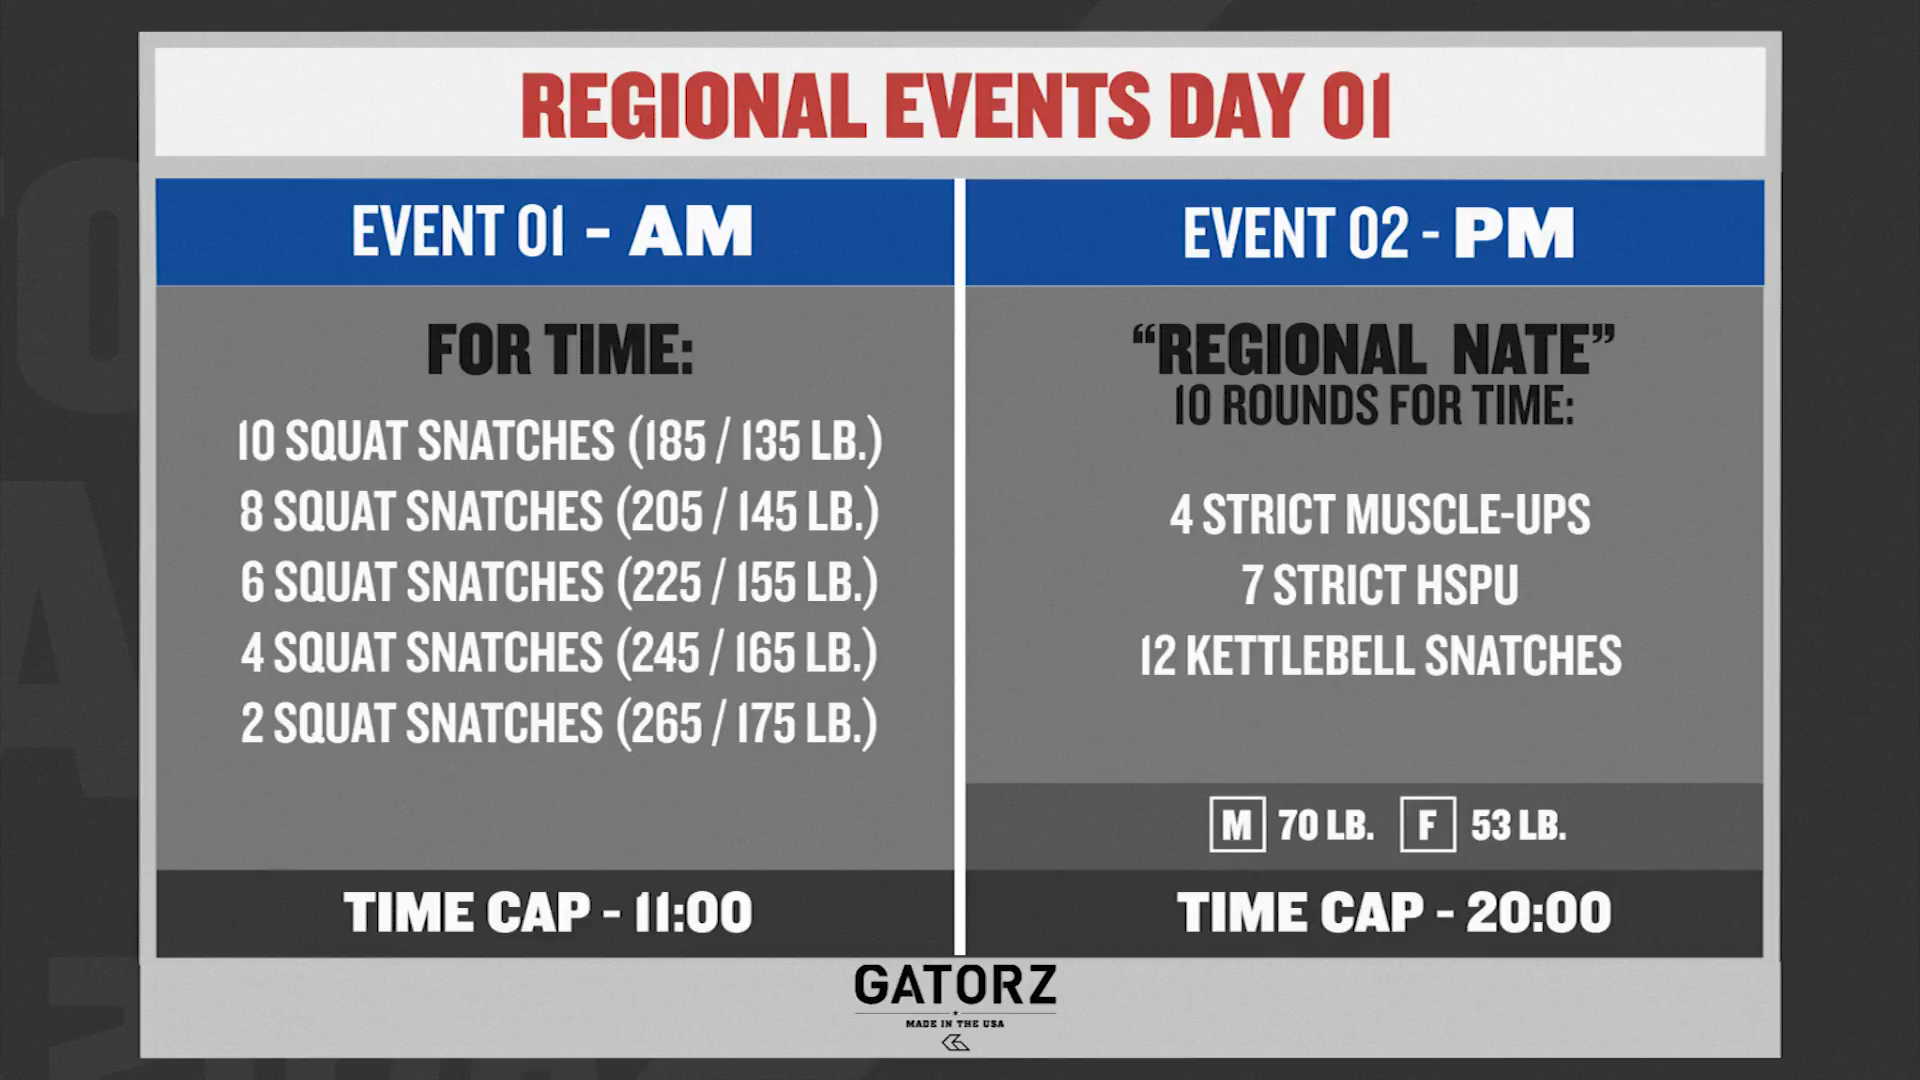 REGIONAL EVENTS DAY 01
EVENT 01 - AM
FOR TIME:
10 SQUAT SNATCHES (185 / 135 LB.)
8 SQUAT SNATCHES (205 / 145 LB.)
6 SQUAT SNATCHES (225 / 155 LB.)
4 SQUAT SNATCHES (245 / 165 LB.)
2 SQUAT SNATCHES (265 / 175 LB.)
TIME CAP - 11:00
EVENT 02 - PM
“REGIONAL NATE”
10 ROUNDS FOR TIME:
4 STRICT MUSCLE-UPS
7 STRICT HSPU
12 KETTLEBELL SNATCHES
M 70 LB. F 53 LB.
TIME CAP - 20:00
GATORZ
MADE IN THE USA